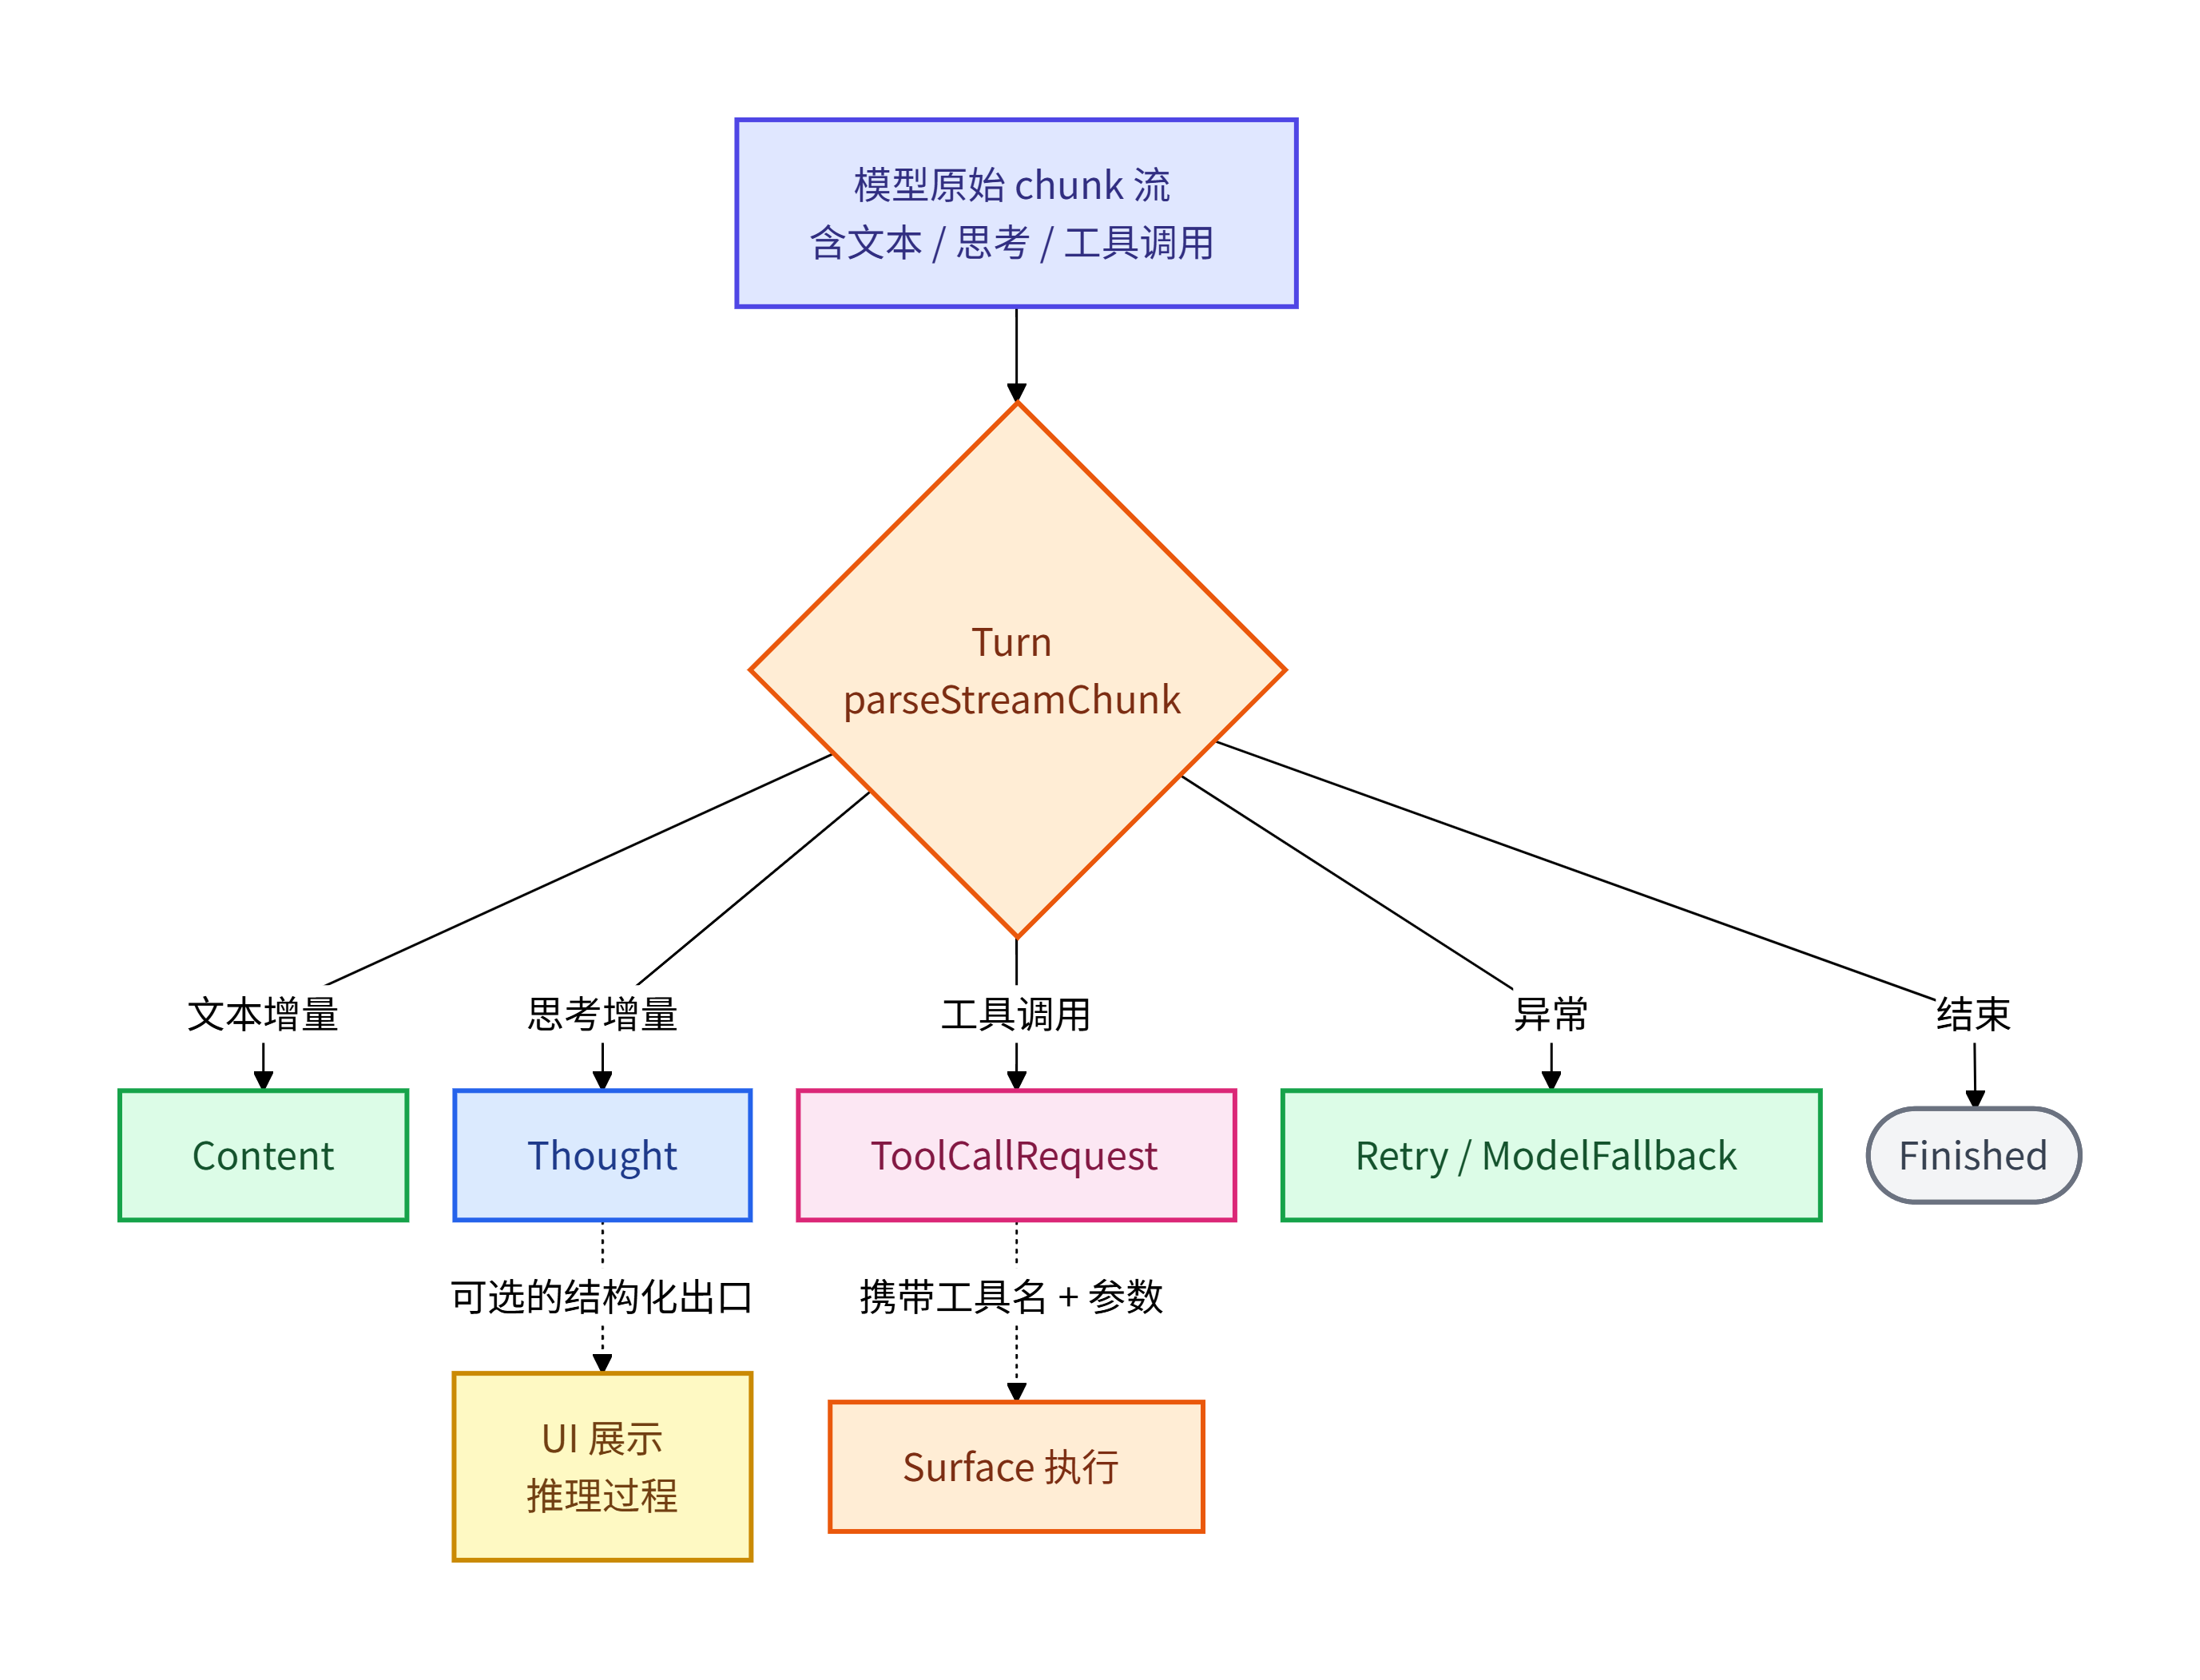 模型原始 chunk 流
含文本 / 思考 / 工具调用
Turn
parseStreamChunk
文本增量
思考增量
工具调用
异常
结束
Content
Thought
ToolCallRequest
Retry / ModelFallback
Finished
可选的结构化出口
携带工具名 + 参数
UI 展示
推理过程
Surface 执行